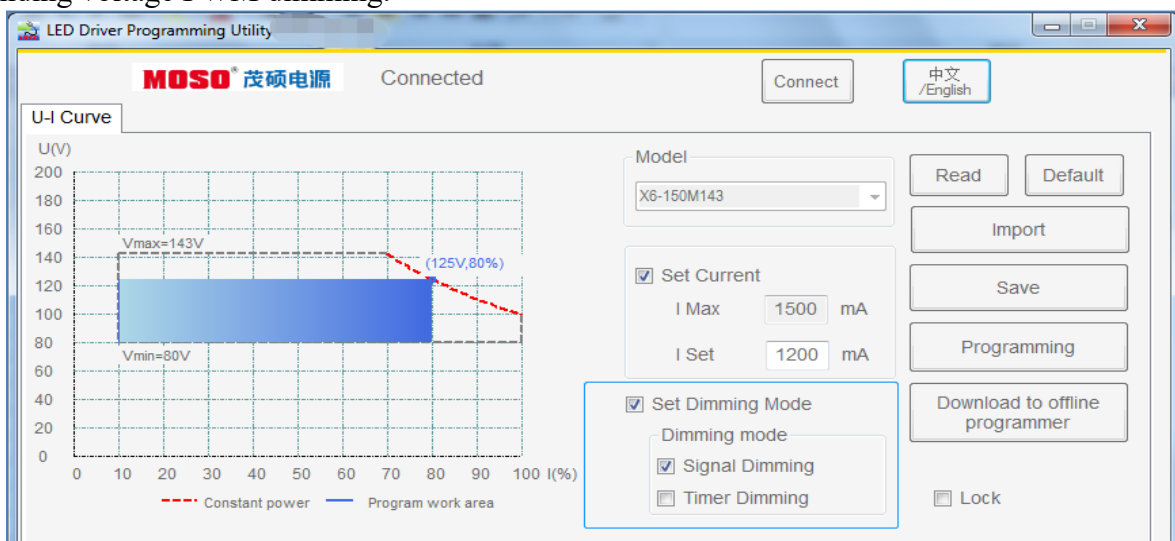 nding voltage PWM dimming.
LED Driver Programming Utility
MOSO® 茂硕电源
Connected
Connect
中文
/English
U-I Curve
U(V)
200
180
160
140
120
100
80
60
40
20
0
Vmax=143V
(125V,80%)
Vmin=80V
0 10 20 30 40 50 60 70 80 90 100 I(%)
Constant power
Program work area
Model
X6-150M143
Set Current
I Max 1500 mA
I Set 1200 mA
Set Dimming Mode
Dimming mode
Signal Dimming
Timer Dimming
Read
Default
Import
Save
Programming
Download to offline
programmer
Lock